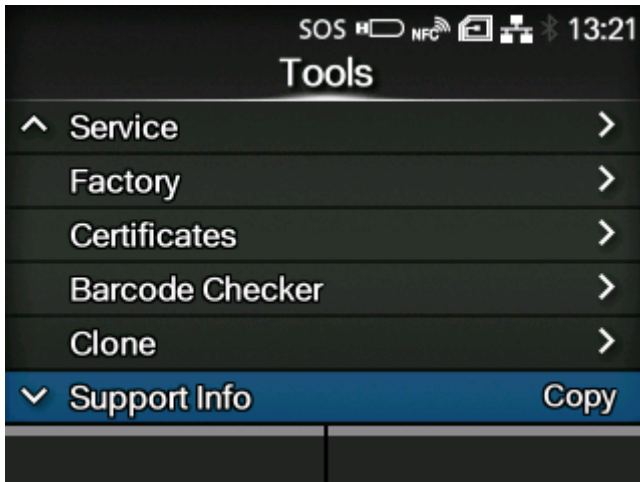 SOS H NFC 13:21
Tools
Service
Factory
Certificates
Barcode Checker
Clone
Support Info Copy